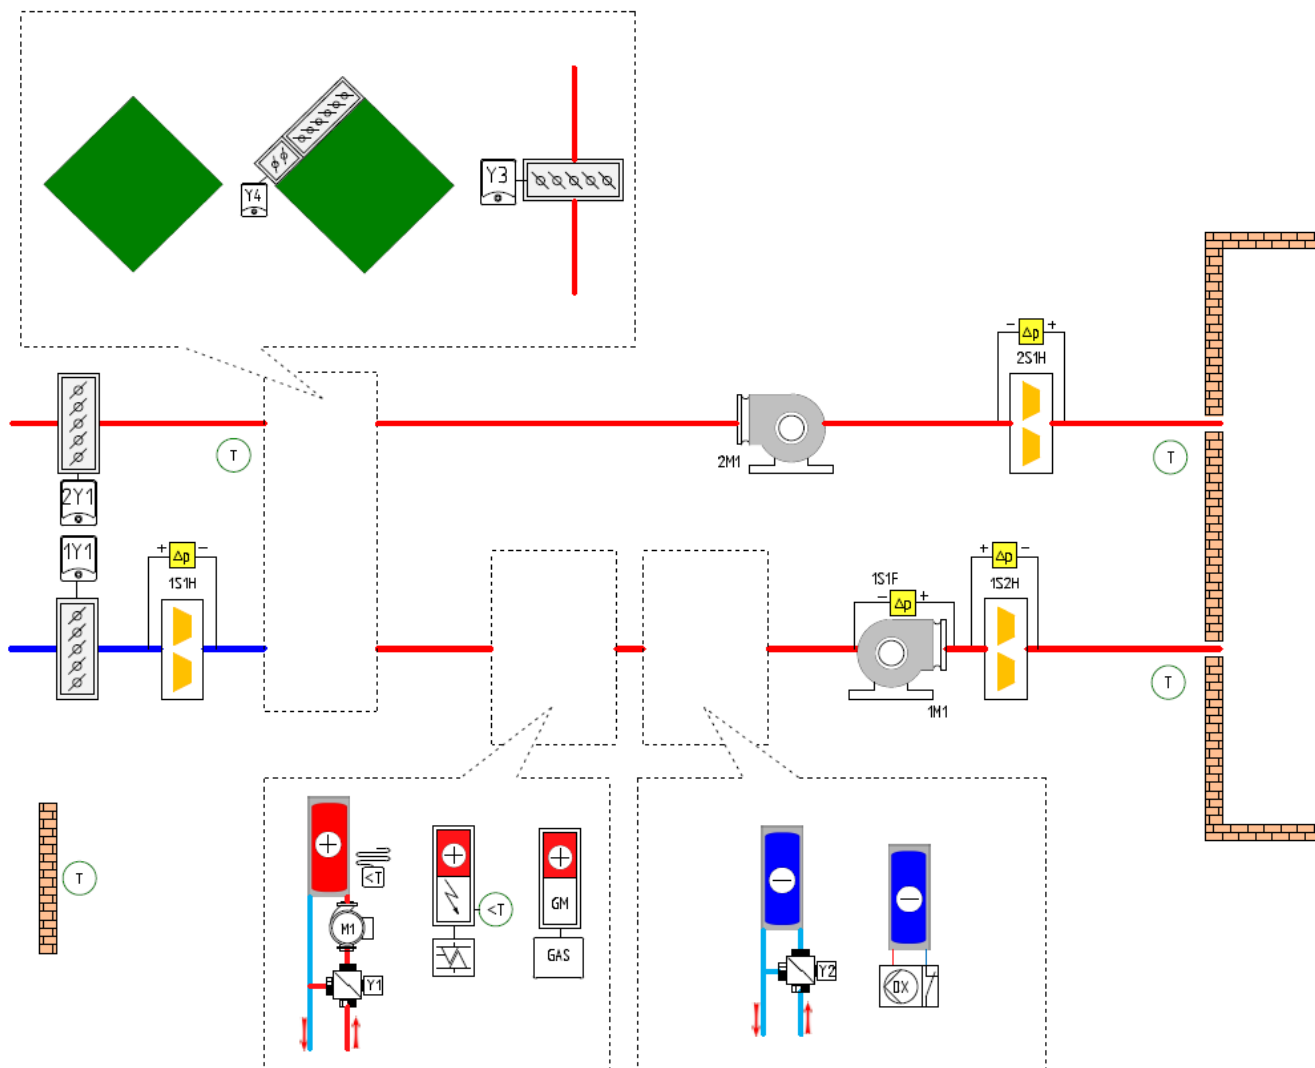 Y4
Y3
- Δp +
2S1H
T
2M1
T
2Y1
1Y1
+ Δp -
1S1H
1S1F
- Δp +
+ Δp -
1S2H
T
1M1
T
+
<T
M1
Y1
+
<T
+
GM
GAS
-
Y2
-
DX